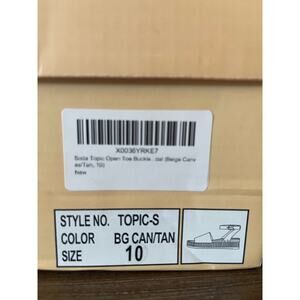 X0036YRKE7
Soda Topic Open Toe Buckle...dal (Beige Canv
as/Tan, 10)
New
STYLE NO. TOPIC-S
COLOR BG CAN/TAN
SIZE 10